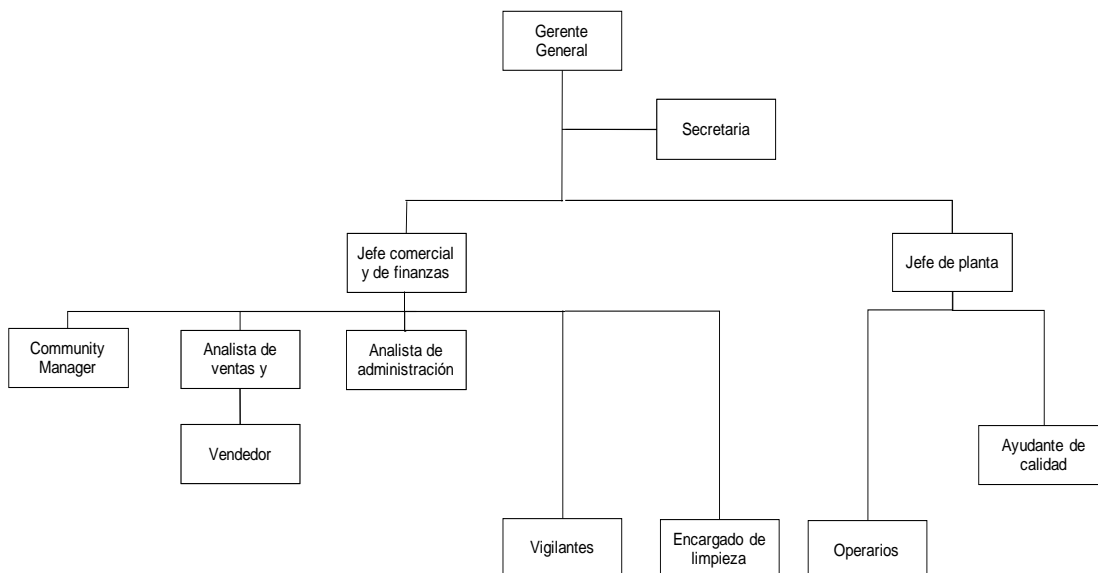 Gerente
General
Secretaria
Jefe comercial
y de finanzas
Jefe de planta
Community
Manager
Analista de
ventas y
Analista de
administración
Vendedor
Ayudante de
calidad
Vigilantes
Encargado de
limpieza
Operarios